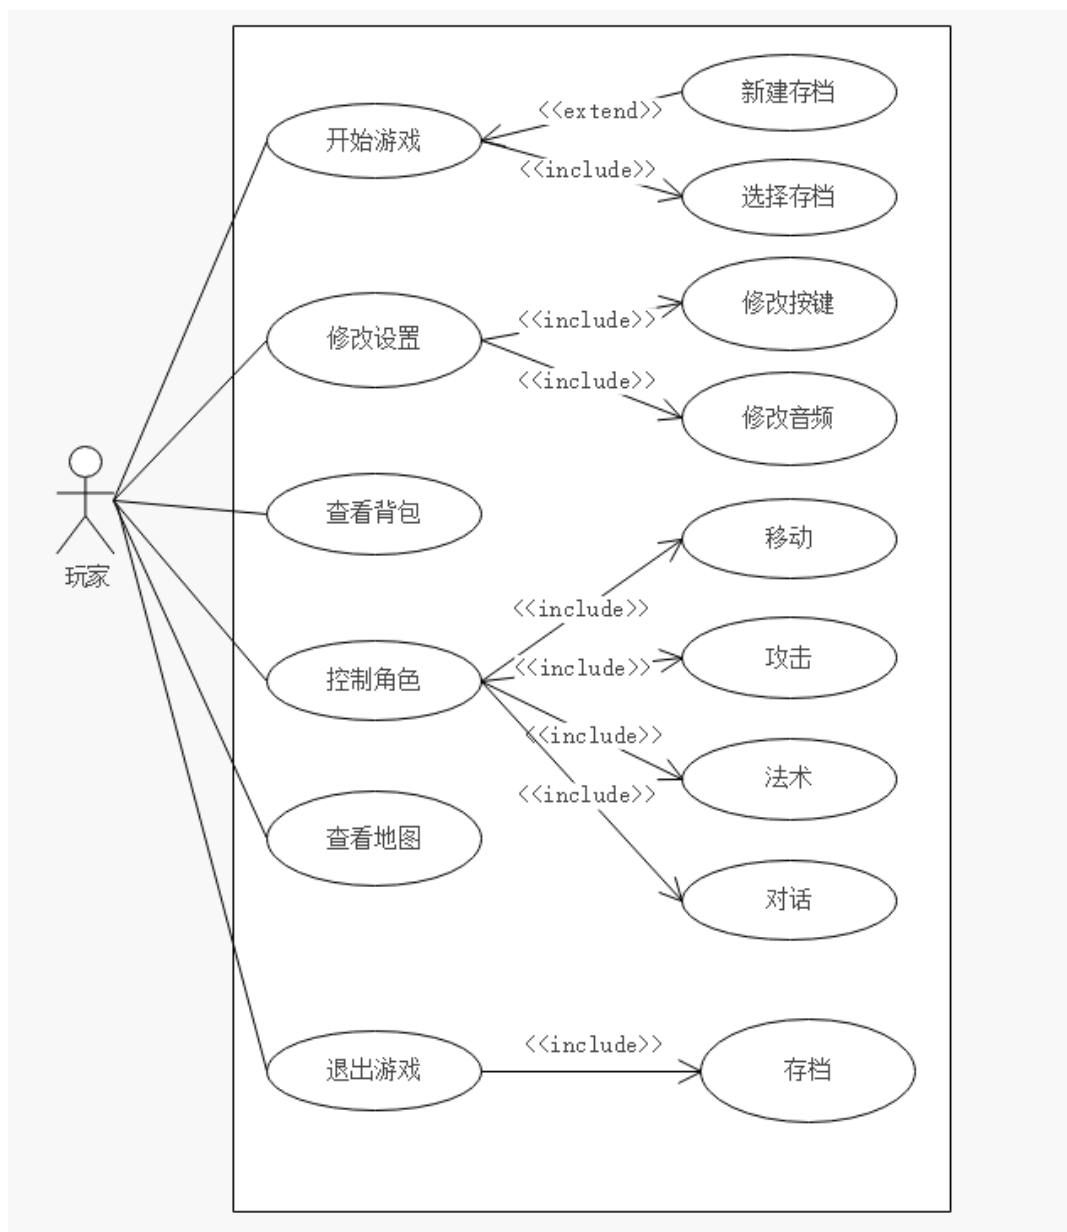 新建存档
<<extend>>
开始游戏
<<include>>
选择存档
修改按键
<<include>>
修改设置
<<include>>
修改音频
查看背包
移动
玩家
<<include>>
攻击
<<include>>
控制角色
<<include>>
法术
<<include>>
查看地图
对话
<<include>>
退出游戏
存档